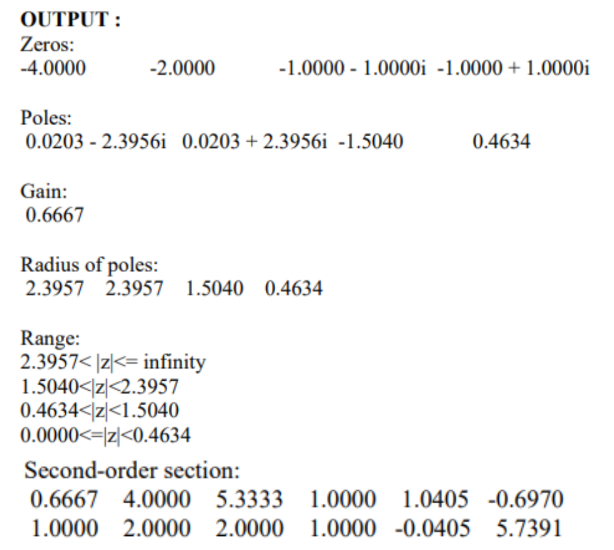 OUTPUT :
Zeros:
-4.0000 -2.0000 -1.0000 - 1.0000i -1.0000 + 1.0000i
Poles:
0.0203 - 2.3956i 0.0203 + 2.3956i -1.5040 0.4634
Gain:
0.6667
Radius of poles:
2.3957 2.3957 1.5040 0.4634
Range:
2.3957< |z|<= infinity
1.5040<|z|<2.3957
0.4634<|z|<1.5040
0.0000<=|z|<0.4634
Second-order section:
0.6667 4.0000 5.3333 1.0000 1.0405 -0.6970
1.0000 2.0000 2.0000 1.0000 -0.0405 5.7391